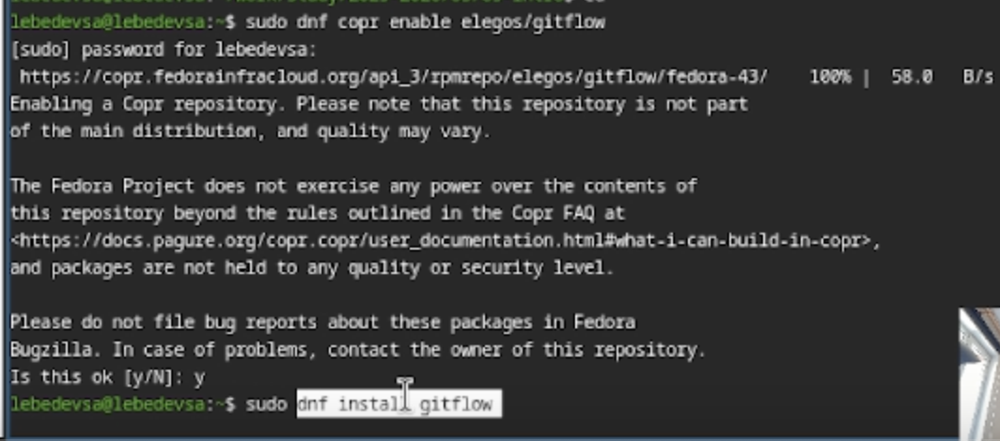 lebedevsa@lebedevsa:~$ sudo dnf copr enable elegos/gitflow
[sudo] password for lebedevsa:
https://copr.fedorainfracloud.org/api_3/rpmrepo/elegos/gitflow/fedora-43/ 100% | 58.0 B/s
Enabling a Copr repository. Please note that this repository is not part
of the main distribution, and quality may vary.
The Fedora Project does not exercise any power over the contents of
this repository beyond the rules outlined in the Copr FAQ at
<https://docs.pagure.org/copr.copr/user_documentation.html#what-i-can-build-in-copr>,
and packages are not held to any quality or security level.
Please do not file bug reports about these packages in Fedora
Bugzilla. In case of problems, contact the owner of this repository.
Is this ok [y/N]: y
lebedevsa@lebedevsa:~$ sudo dnf install gitflow